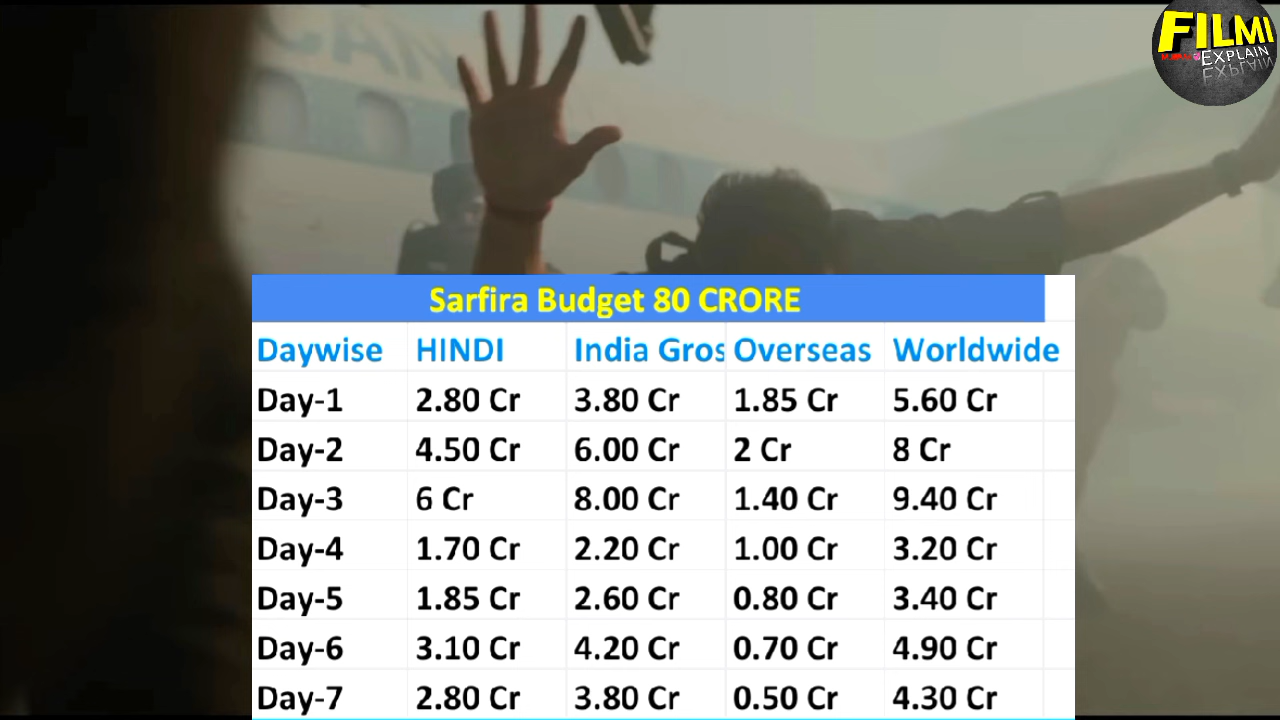 FILMI
EXPLAIN
Sarfira Budget 80 CRORE
Daywise HINDI India Gros Overseas Worldwide
Day-1 2.80 Cr 3.80 Cr 1.85 Cr 5.60 Cr
Day-2 4.50 Cr 6.00 Cr 2 Cr 8 Cr
Day-3 6 Cr 8.00 Cr 1.40 Cr 9.40 Cr
Day-4 1.70 Cr 2.20 Cr 1.00 Cr 3.20 Cr
Day-5 1.85 Cr 2.60 Cr 0.80 Cr 3.40 Cr
Day-6 3.10 Cr 4.20 Cr 0.70 Cr 4.90 Cr
Day-7 2.80 Cr 3.80 Cr 0.50 Cr 4.30 Cr